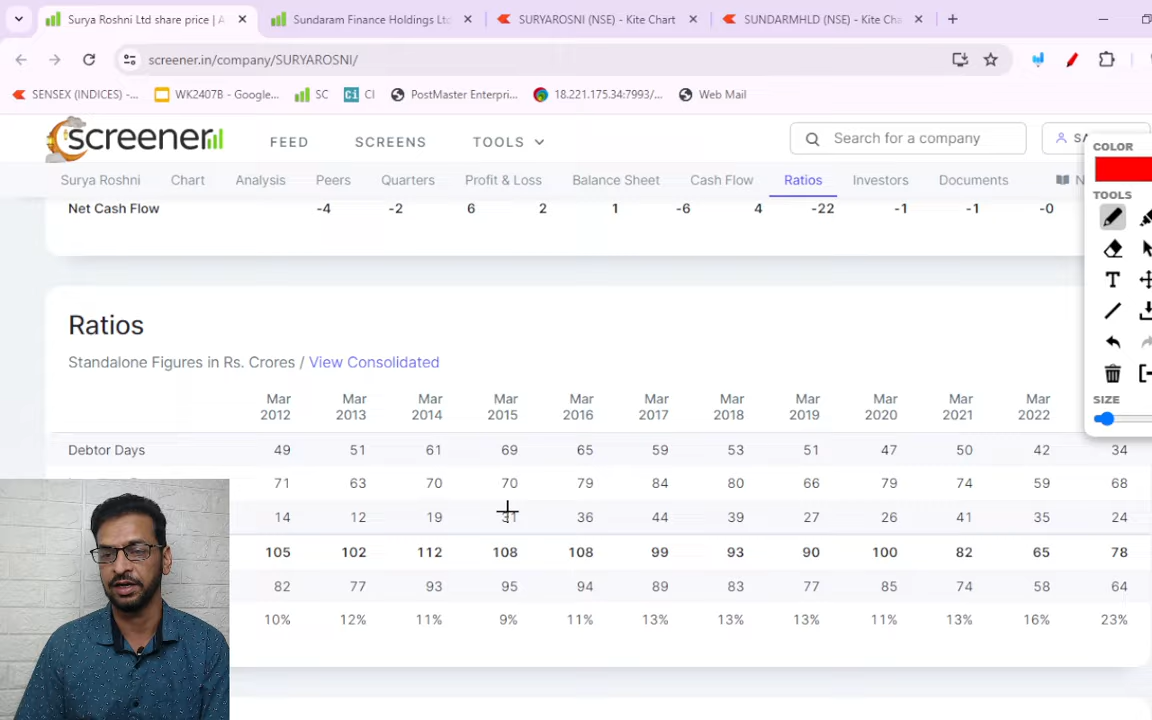 Surya Roshni Ltd share price | A
Sundaram Finance Holdings Ltd
SURYAROSNI (NSE) - Kite Chart
SUNDARMHLD (NSE) - Kite Cha
screener.in/company/SURYAROSNI/
SENSEX (INDICES) -...
WK2407B - Google...
SC
Ci CI
PostMaster Enterpri...
18.221.175.34:7993/...
Web Mail
screener
FEED SCREENS TOOLS
Search for a company
COLOR
Surya Roshni Chart Analysis Peers Quarters Profit & Loss Balance Sheet Cash Flow Ratios Investors Documents
TOOLS
Net Cash Flow -4 -2 6 2 1 -6 4 -22 -1 -1 -0
T
Ratios
Standalone Figures in Rs. Crores / View Consolidated
SIZE
Mar 2012 Mar 2013 Mar 2014 Mar 2015 Mar 2016 Mar 2017 Mar 2018 Mar 2019 Mar 2020 Mar 2021 Mar 2022
Debtor Days 49 51 61 69 65 59 53 51 47 50 42 34
71 63 70 70 79 84 80 66 79 74 59 68
14 12 19 31 36 44 39 27 26 41 35 24
105 102 112 108 108 99 93 90 100 82 65 78
82 77 93 95 94 89 83 77 85 74 58 64
10% 12% 11% 9% 11% 13% 13% 13% 11% 13% 16% 23%